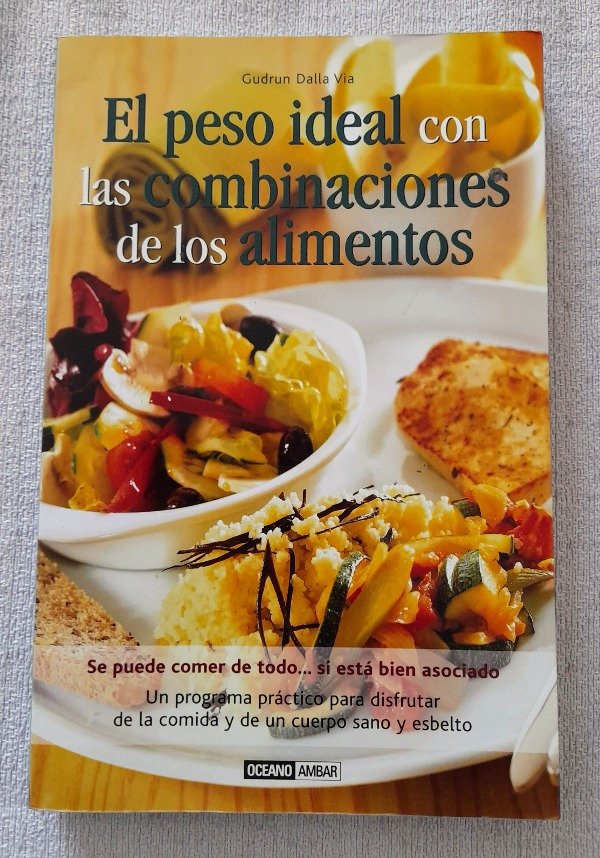 Gudrun Dalla Via
El peso ideal con
las combinaciones
de los alimentos
Se puede comer de todo... si está bien asociado
Un programa práctico para disfrutar
de la comida y de un cuerpo sano y esbelto
OCEANO AMBAR